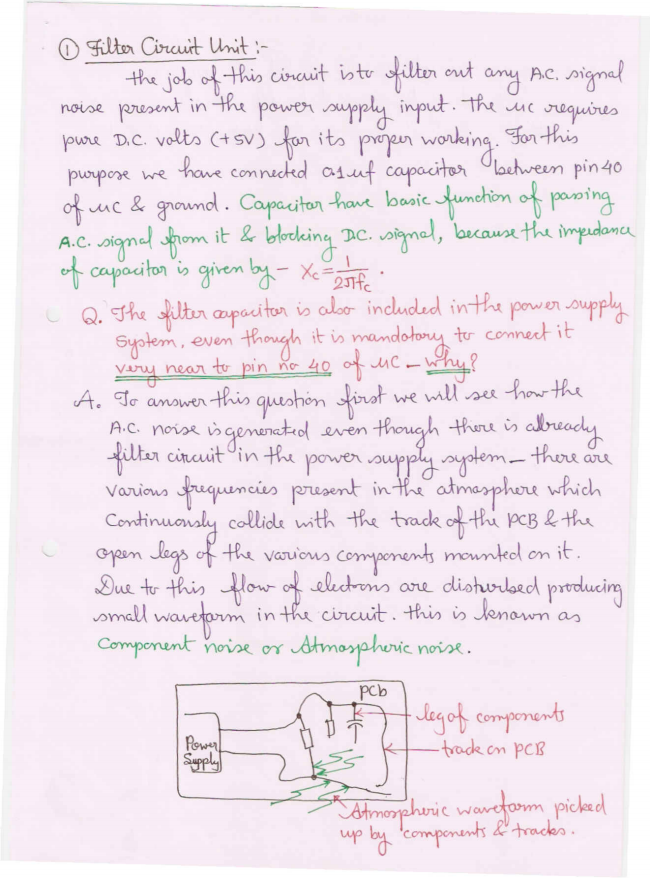 ① Filter Circuit Unit :-
the job of this circuit is to filter out any A.C. signal
noise present in the power supply input. The uc requires
pure D.C. volts (+5V) for its proper working. For this
purpose we have connected a 1uf capacitor between pin 40
of uc & ground. Capacitor have basic function of passing
A.C. signal from it & blocking DC. signal, because the impedance
of capacitor is given by - Xc = 1/2πfc .
Q. The filter capacitor is also included in the power supply
system, even though it is mandatory to connect it
very near to pin no 40 of uc - why?
A. To answer this question first we will see how the
A.C. noise is generated even though there is already
filter circuit in the power supply system - there are
various frequencies present in the atmosphere which
Continuously collide with the track of the PCB & the
open legs of the various components mounted on it.
Due to this flow of electrons are disturbed producing
small waveform in the circuit. this is known as
Component noise or Atmospheric noise.
PCb
Power
Supply
leg of components
track on PCB
Atmospheric waveform picked
up by components & tracks.